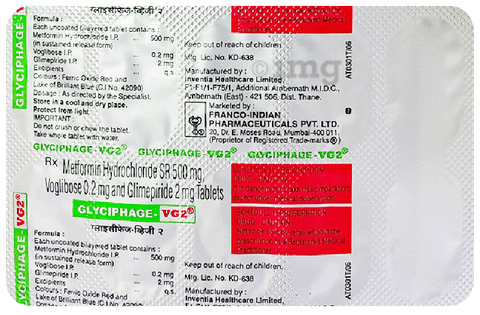 ग्लाइसीफेज-व्हिजी २
Formula :
Each uncoated bilayered tablet contains :
Metformin Hydrochloride I.P. ... 500 mg
(in sustained release form)
Voglibose I.P. ... 0.2 mg
Glimepiride I.P. ... 2 mg
Excipients ... q.s.
Colours : Ferric Oxide Red and
Lake of Brilliant Blue (C.I.No. 42090)
Dosage : As directed by the Specialist.
Store in a cool and dry place.
Protect from light.
IMPORTANT :
Do not crush or chew the tablet.
Take whole tablet with water.
GLYCIPHAGE-VG2®
Practitioner.
Keep out of reach of children.
Mfg. Lic. No. KD-638
Manufactured by :
Inventia Healthcare Limited,
F1-F1/1-F75/1, Additional Ambernath M.I.D.C.,
Ambernath (East) - 421 506, Dist. Thane.
Marketed by :
FRANCO-INDIAN
PHARMACEUTICALS PVT. LTD.
20, Dr. E. Moses Road, Mumbai-400 011.
(Proprietor of Registered Trade-marks®)
AT0301T/06
GLYCIPHAGE-VG2® GLYCIPHAGE-VG2® GLYCIPHAGE-VG2®
Rx Metformin Hydrochloride SR 500 mg,
Voglibose 0.2 mg and Glimepiride 2 mg Tablets
GLYCIPHAGE-VG2®
SCHEDULE H PRESCRIPTION
DRUG - CAUTION
Not to be sold by retail without the
prescription of a Registered Medical
Practitioner.
ग्लाइसीफेज-व्हिजी २
Formula :
Each uncoated bilayered tablet contains :
Metformin Hydrochloride I.P. ... 500 mg
(in sustained release form)
Voglibose I.P. ... 0.2 mg
Glimepiride I.P. ... 2 mg
Excipients ... q.s.
Colours : Ferric Oxide Red and
Lake of Brilliant Blue (C.I.No. 42090)
GLYCIPHAGE-VG2®
Keep out of reach of children.
Mfg. Lic. No. KD-638
Manufactured by :
Inventia Healthcare Limited,
AT0301T/06